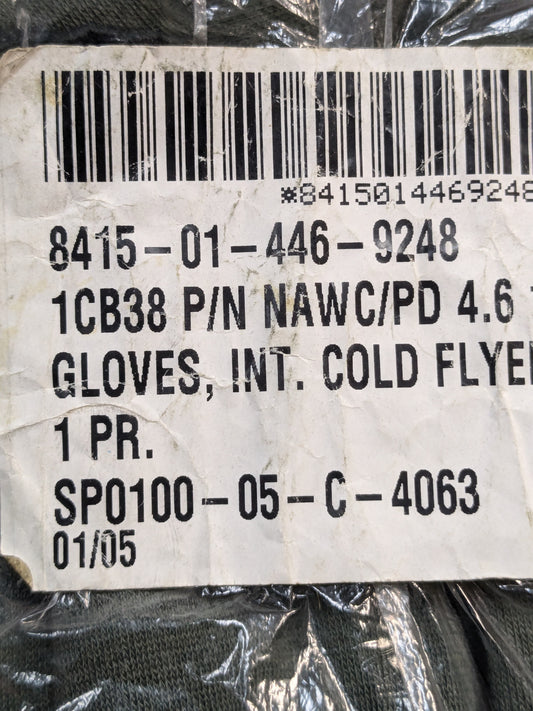 *8415014469248
8415-01-446-9248
1CB38 P/N NAWC/PD 4.6
GLOVES, INT. COLD FLYE
1 PR.
SP0100-05-C-4063
01/05